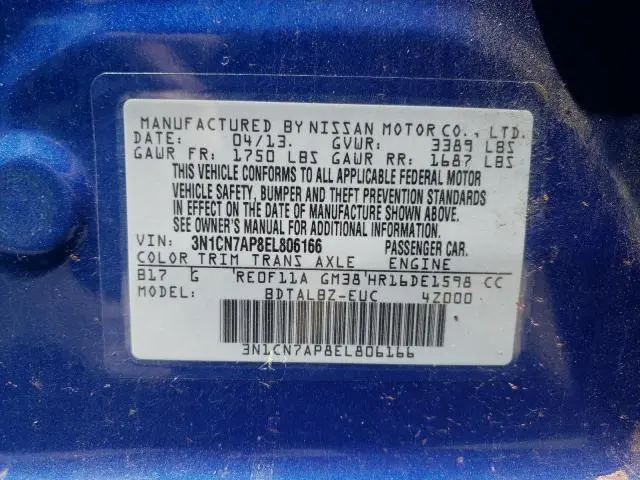 MANUFACTURED BY NISSAN MOTOR CO., LTD.
DATE: 04/13. GVWR: 3389 LBS
GAWR FR: 1750 LBS GAWR RR: 1687 LBS
THIS VEHICLE CONFORMS TO ALL APPLICABLE FEDERAL MOTOR
VEHICLE SAFETY, BUMPER AND THEFT PREVENTION STANDARDS
IN EFFECT ON THE DATE OF MANUFACTURE SHOWN ABOVE.
SEE OWNER'S MANUAL FOR ADDITIONAL INFORMATION.
VIN: 3N1CN7AP8EL806166 PASSENGER CAR.
COLOR TRIM TRANS AXLE ENGINE
B17 G RE0F11A GM38 HR16DE1598 CC
MODEL: BDTALBZ-EUC 4Z000
3N1CN7AP8EL806166